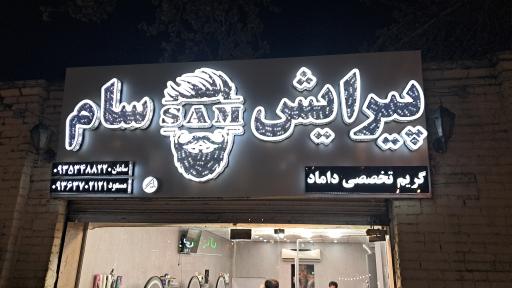 پیرایش سام
SAM
گریم تخصصی داماد
سامان ۰۹۳۵۳۴۸۸۲۲۰
مسعود ۰۹۳۶۳۷۰۲۱۲۱